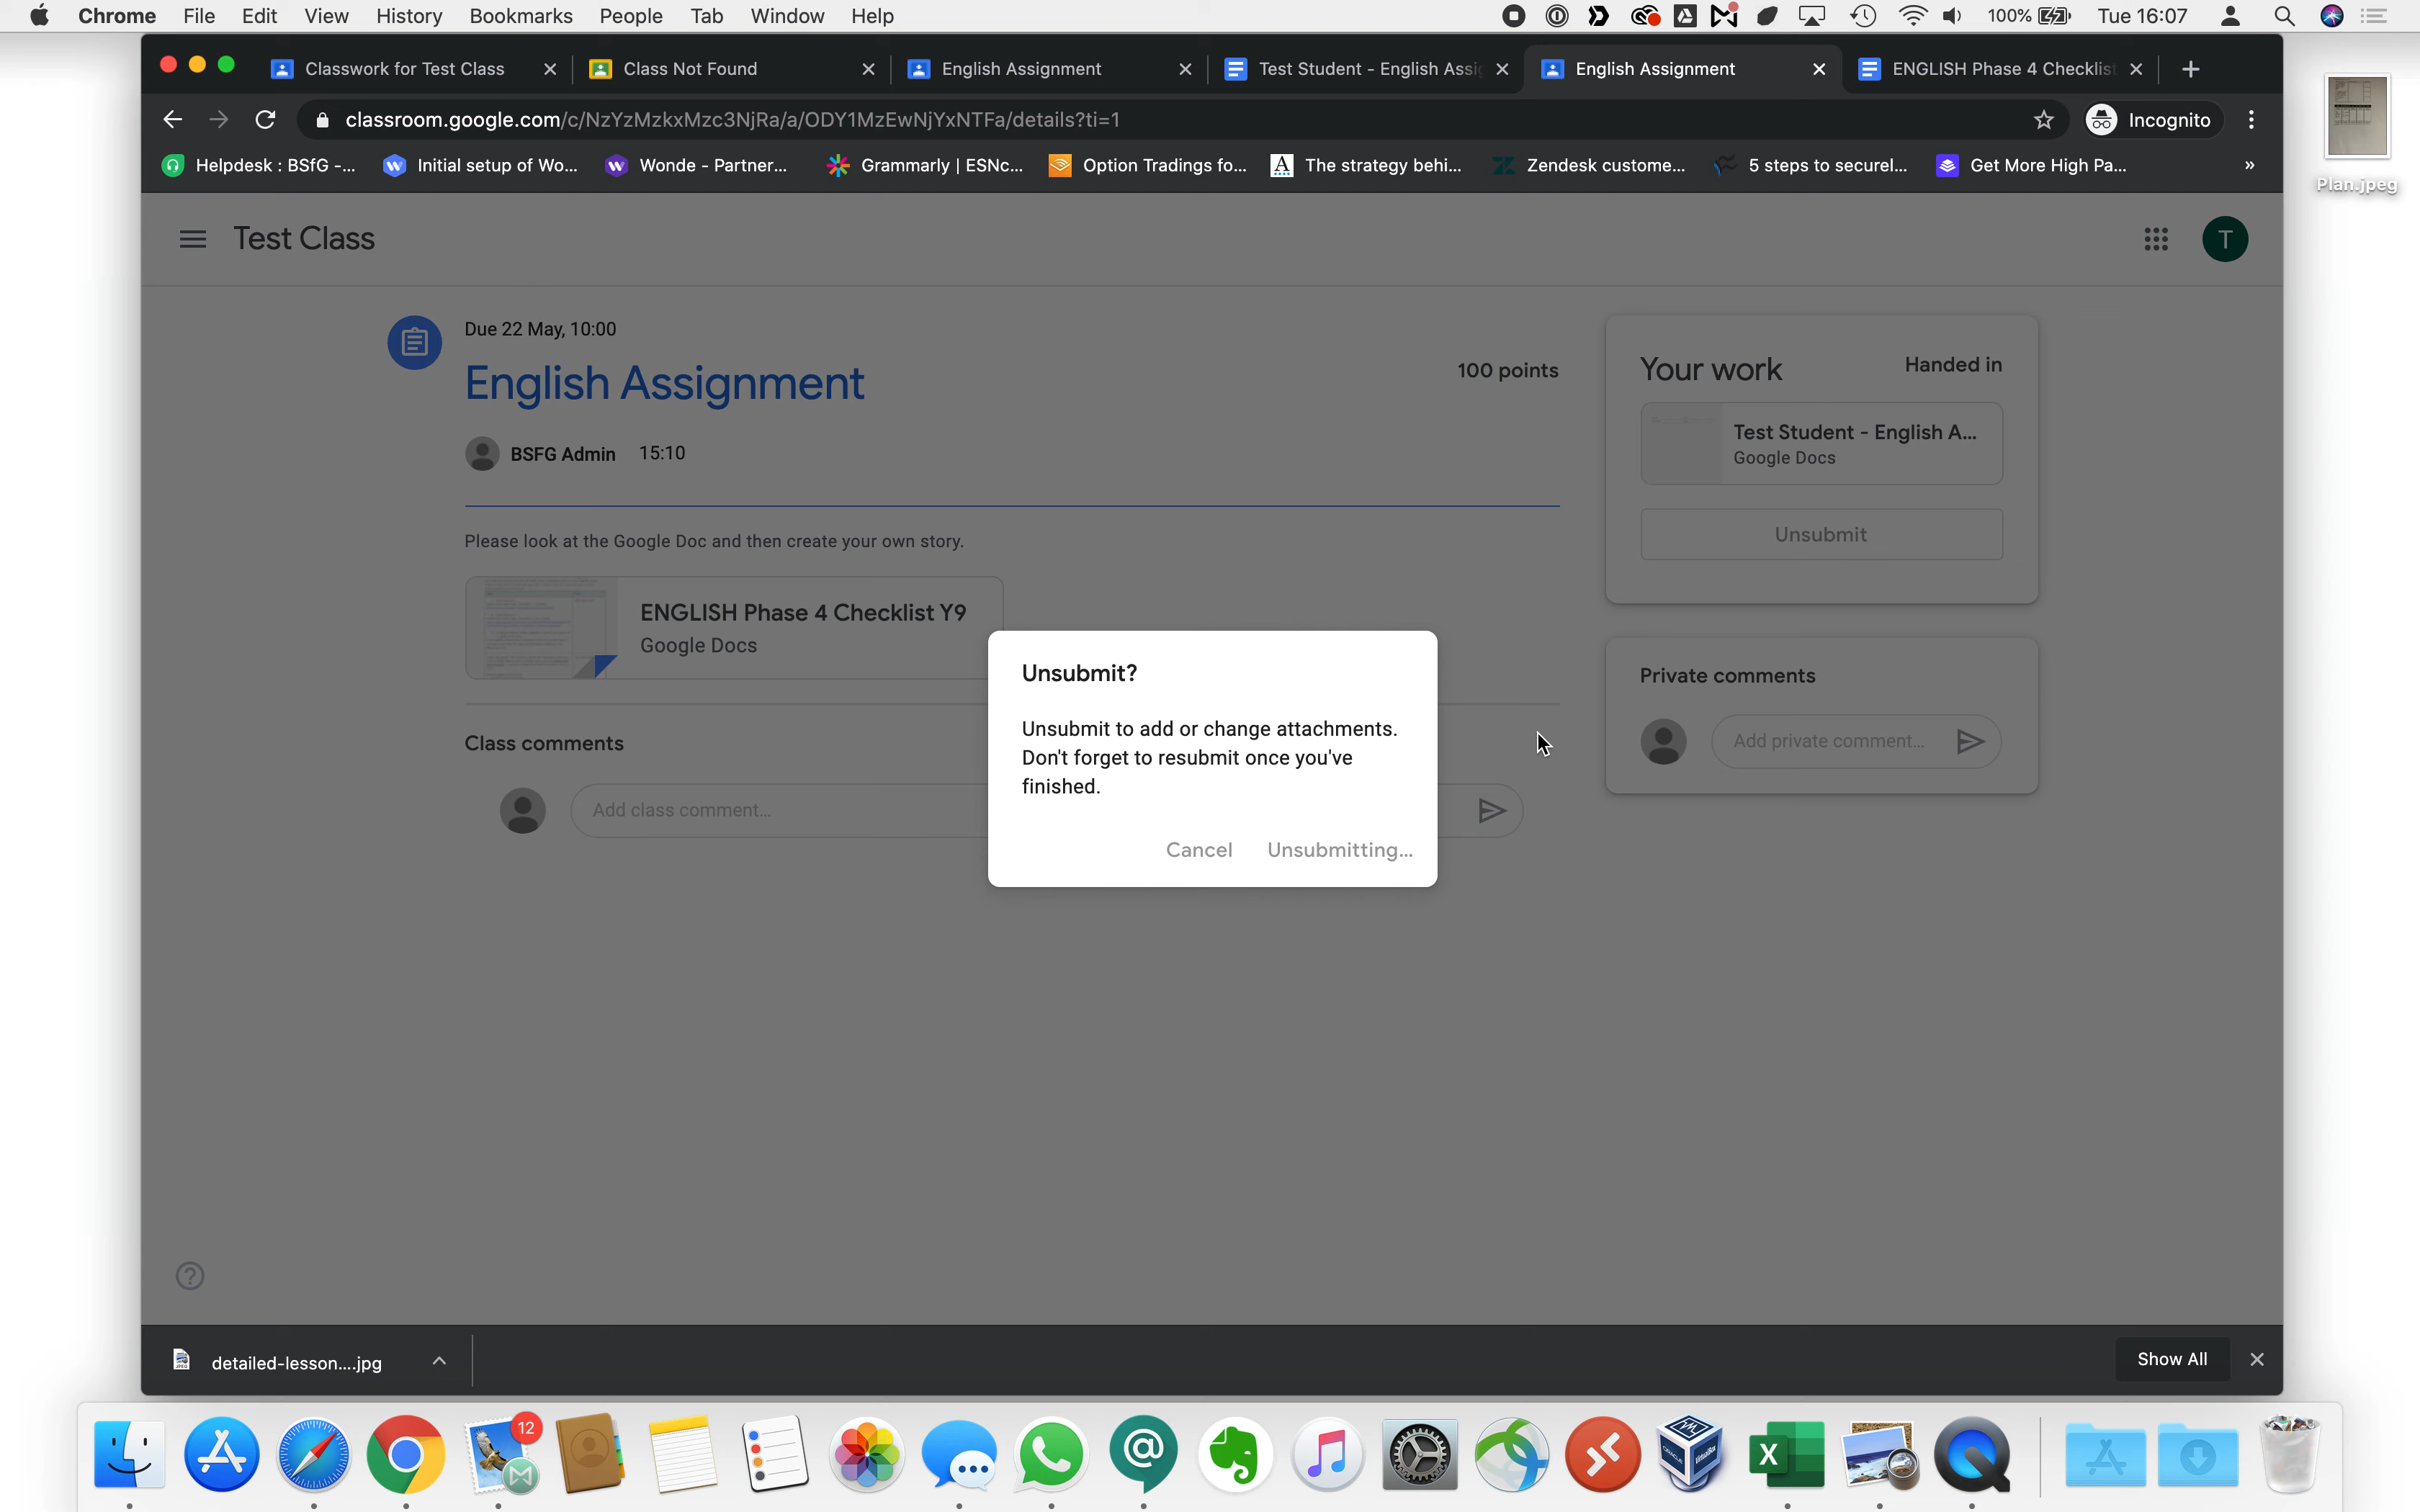 Chrome File Edit View History Bookmarks People Tab Window Help 100% Tue 16:07
Classwork for Test Class Class Not Found English Assignment Test Student - English Assig English Assignment ENGLISH Phase 4 Checklist
classroom.google.com/c/NzYzMzkxMzc3NjRa/a/ODY1MzEwNjYxNTFa/details?ti=1 Incognito
Helpdesk : BSfG -... Initial setup of Wo... Wonde - Partner... Grammarly | ESNc... Option Tradings fo... The strategy behi... Zendesk custome... 5 steps to securel... Get More High Pa... »
Plan.jpeg
Test Class T
Due 22 May, 10:00
English Assignment
100 points
BSFG Admin 15:10
Please look at the Google Doc and then create your own story.
ENGLISH Phase 4 Checklist Y9
Google Docs
Class comments
Add class comment...
Your work Handed in
Test Student - English A...
Google Docs
Unsubmit
Private comments
Add private comment...
Unsubmit?
Unsubmit to add or change attachments.
Don't forget to resubmit once you've
finished.
Cancel Unsubmitting...
detailed-lesson....jpg
Show All
12